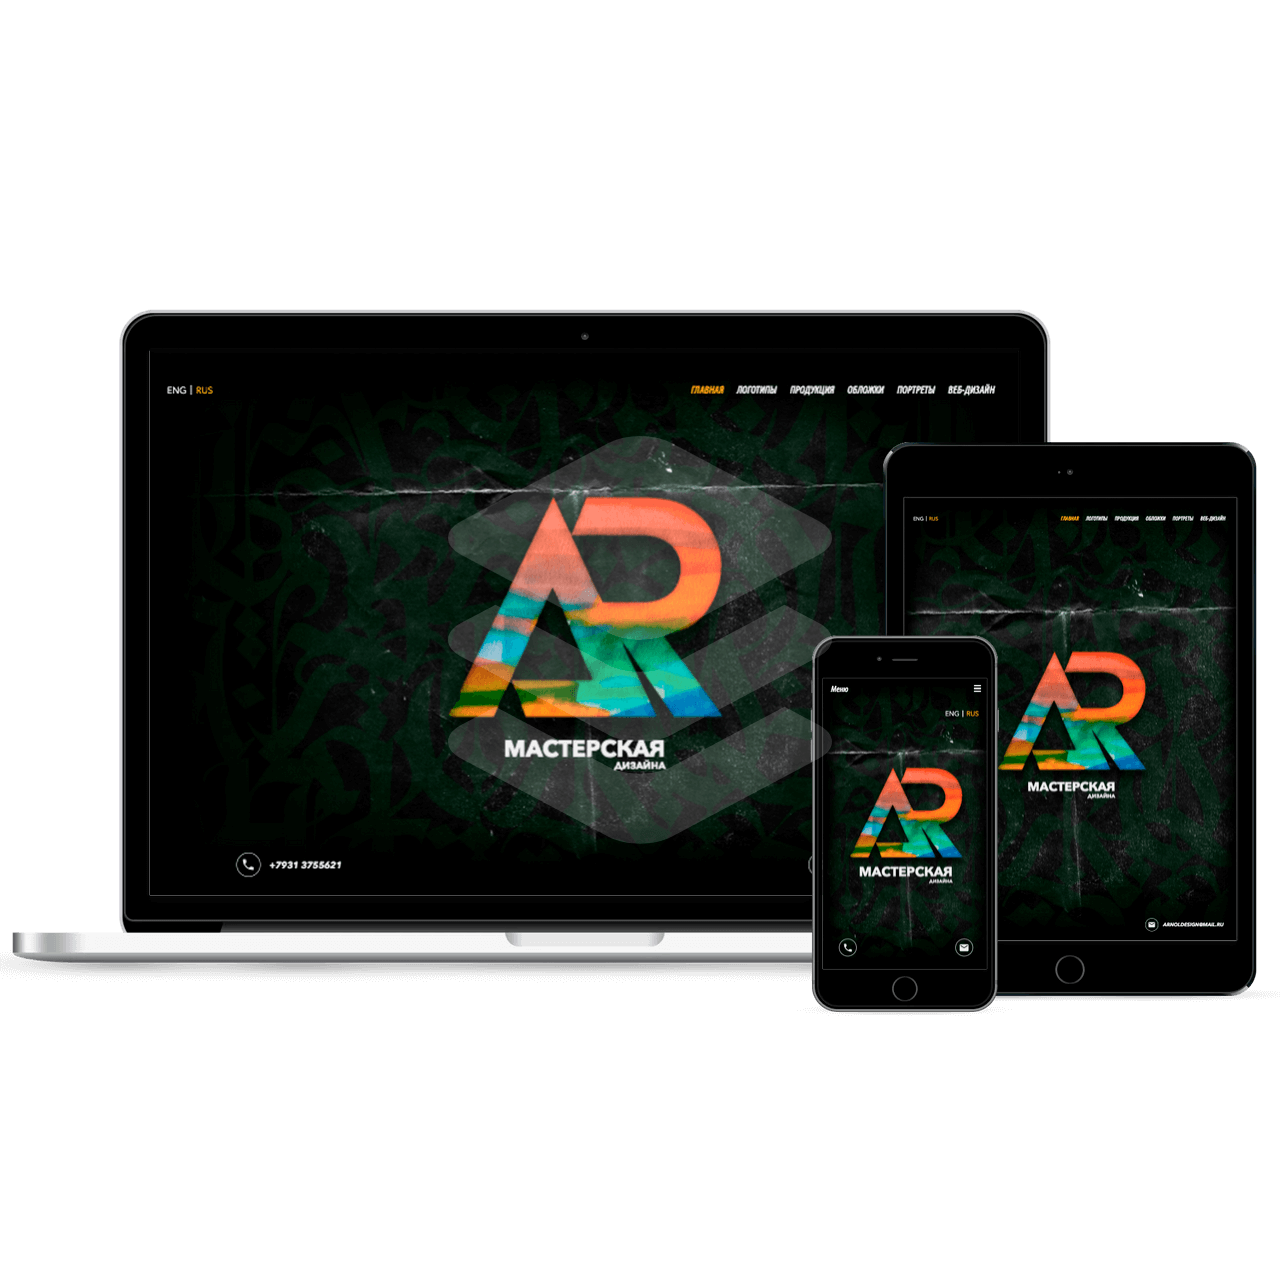 ENG | RUS
ГЛАВНАЯ ЛОГОТИПЫ ПРОДУКЦИЯ ОБЛОЖКИ ПОРТРЕТЫ ВЕБ-ДИЗАЙН
AR
МАСТЕРСКАЯ
ДИЗАЙНА
+7931 3755621
ENG | RUS
ГЛАВНАЯ ЛОГОТИПЫ ПРОДУКЦИЯ ОБЛОЖКИ ПОРТРЕТЫ ВЕБ-ДИЗАЙН
AR
МАСТЕРСКАЯ
ДИЗАЙНА
ARNOLDESIGN@MAIL.RU
Меню
ENG | RUS
AR
МАСТЕРСКАЯ
ДИЗАЙНА